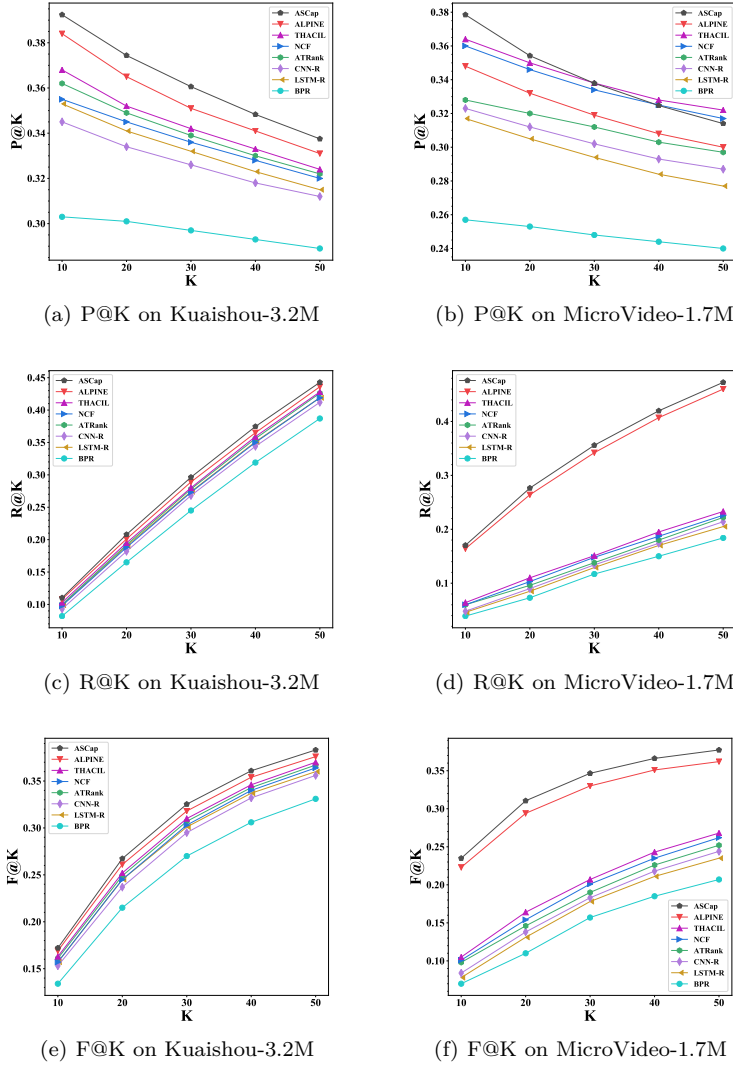 P@K
0.38
0.36
0.34
0.32
0.30
10 20 30 40 50
K
ASCap
ALPINE
THACIL
NCF
ATRank
CNN-R
LSTM-R
BPR
(a) P@K on Kuaishou-3.2M
P@K
0.38
0.36
0.34
0.32
0.30
0.28
0.26
0.24
10 20 30 40 50
K
ASCap
ALPINE
THACIL
NCF
ATRank
CNN-R
LSTM-R
BPR
(b) P@K on MicroVideo-1.7M
R@K
0.45
0.40
0.35
0.30
0.25
0.20
0.15
0.10
10 20 30 40 50
K
ASCap
ALPINE
THACIL
NCF
ATRank
CNN-R
LSTM-R
BPR
(c) R@K on Kuaishou-3.2M
R@K
0.4
0.3
0.2
0.1
10 20 30 40 50
K
ASCap
ALPINE
THACIL
NCF
ATRank
CNN-R
LSTM-R
BPR
(d) R@K on MicroVideo-1.7M
F@K
0.35
0.30
0.25
0.20
0.15
10 20 30 40 50
K
ASCap
ALPINE
THACIL
NCF
ATRank
CNN-R
LSTM-R
BPR
(e) F@K on Kuaishou-3.2M
F@K
0.35
0.30
0.25
0.20
0.15
0.10
10 20 30 40 50
K
ASCap
ALPINE
THACIL
NCF
ATRank
CNN-R
LSTM-R
BPR
(f) F@K on MicroVideo-1.7M